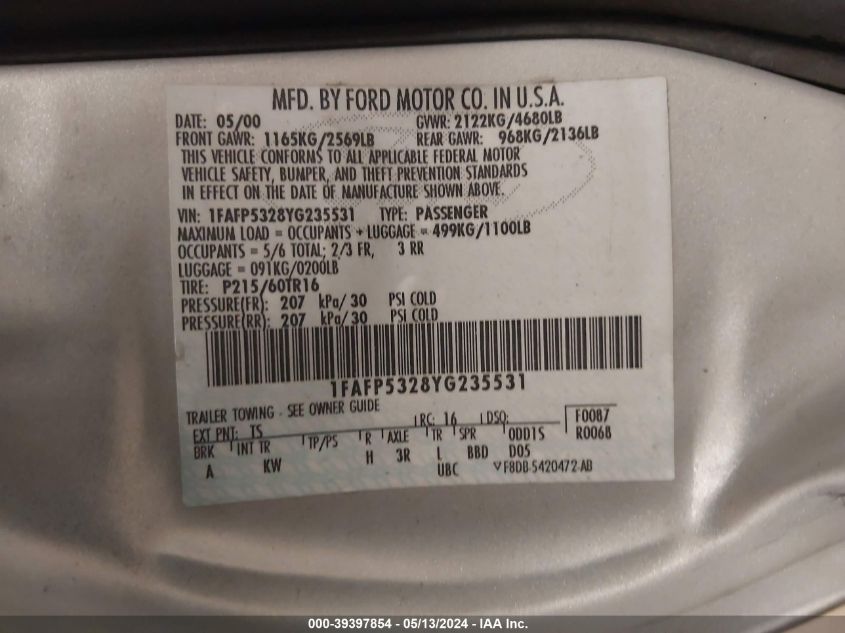 MFD. BY FORD MOTOR CO. IN U.S.A.
DATE: 05/00 GVWR: 2122KG/4680LB
FRONT GAWR: 1165KG/2569LB REAR GAWR: 968KG/2136LB
THIS VEHICLE CONFORMS TO ALL APPLICABLE FEDERAL MOTOR
VEHICLE SAFETY, BUMPER, AND THEFT PREVENTION STANDARDS
IN EFFECT ON THE DATE OF MANUFACTURE SHOWN ABOVE.
VIN: 1FAFP5328YG235531 TYPE: PASSENGER
MAXIMUM LOAD = OCCUPANTS + LUGGAGE = 499KG/1100LB
OCCUPANTS = 5/6 TOTAL; 2/3 FR, 3 RR
LUGGAGE = 091KG/0200LB
TIRE: P215/60TR16
PRESSURE(FR): 207 kPa/ 30 PSI COLD
PRESSURE(RR): 207 kPa/ 30 PSI COLD
1FAFP5328YG235531
TRAILER TOWING - SEE OWNER GUIDE
EXT PNT: TS RC: 16 DSO: F0087
BRK INT TR TP/PS R AXLE TR SPR ODD1S R0068
A KW H 3R L BBD D05
UBC VF8DB-5420472-AB
000-39397854 - 05/13/2024 - IAA Inc.